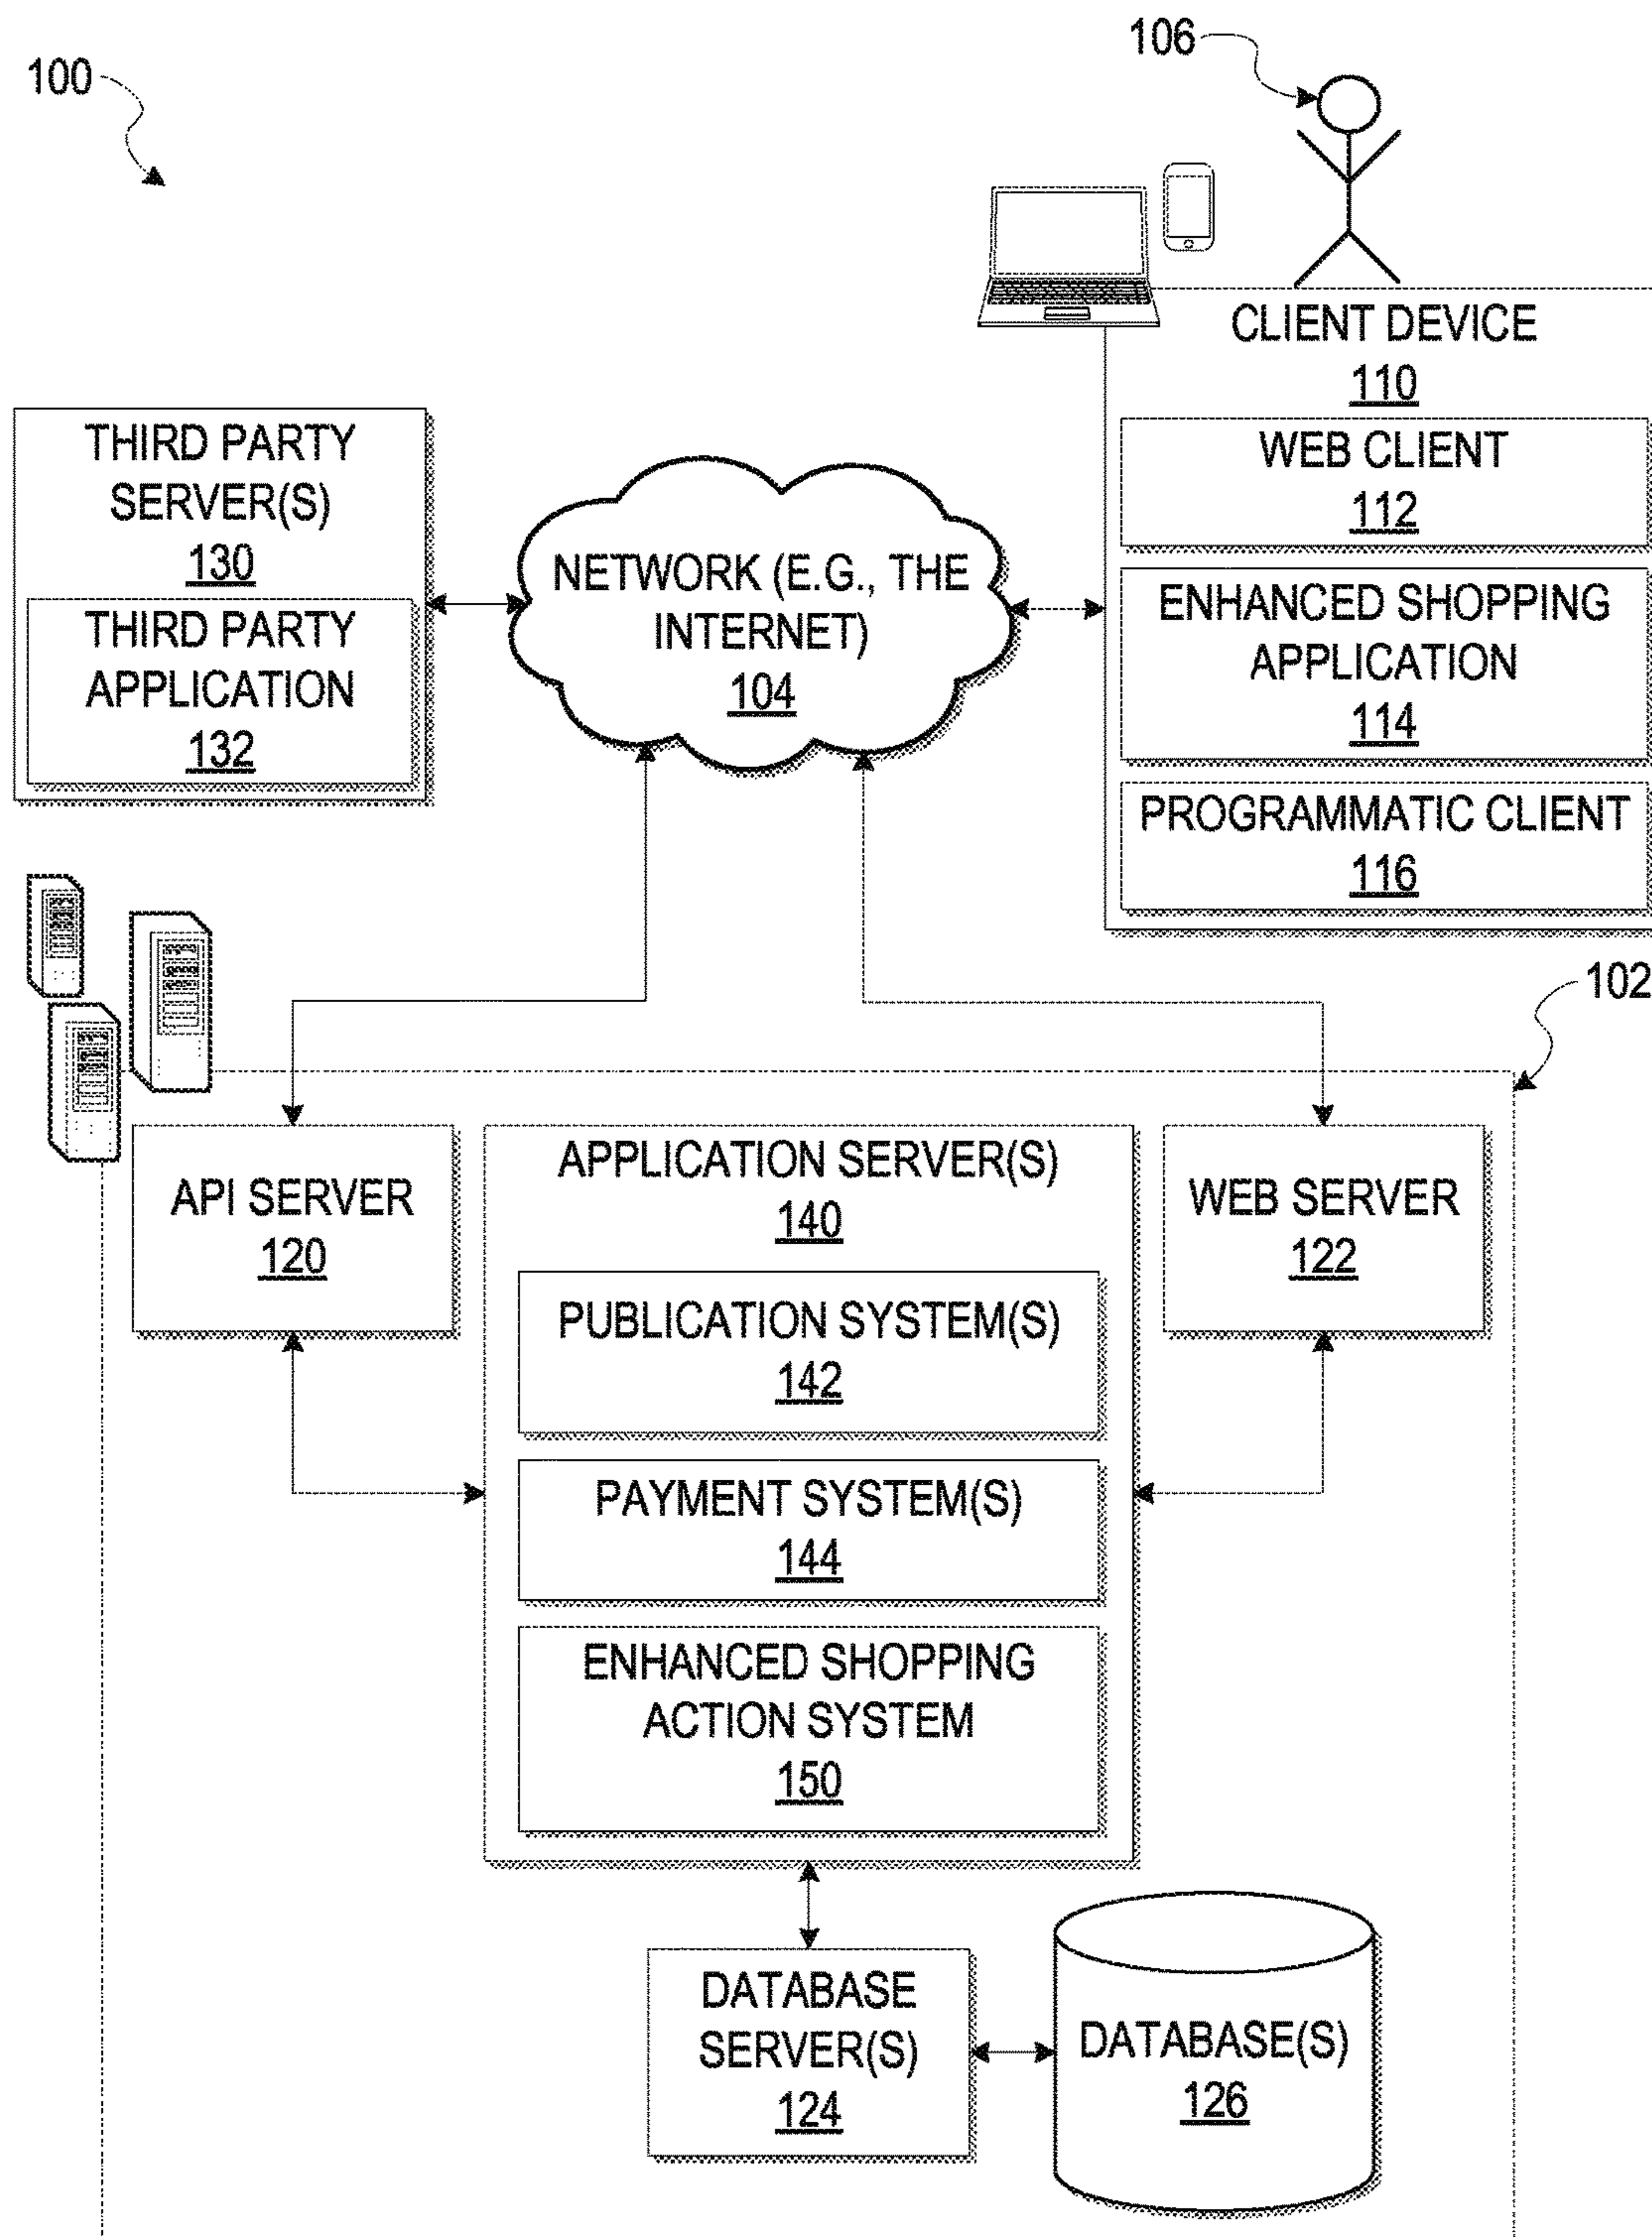 100
106
CLIENT DEVICE
110
WEB CLIENT
112
ENHANCED SHOPPING
APPLICATION
114
PROGRAMMATIC CLIENT
116
THIRD PARTY
SERVER(S)
130
THIRD PARTY
APPLICATION
132
NETWORK (E.G., THE
INTERNET)
104
102
API SERVER
120
APPLICATION SERVER(S)
140
PUBLICATION SYSTEM(S)
142
PAYMENT SYSTEM(S)
144
ENHANCED SHOPPING
ACTION SYSTEM
150
WEB SERVER
122
DATABASE
SERVER(S)
124
DATABASE(S)
126